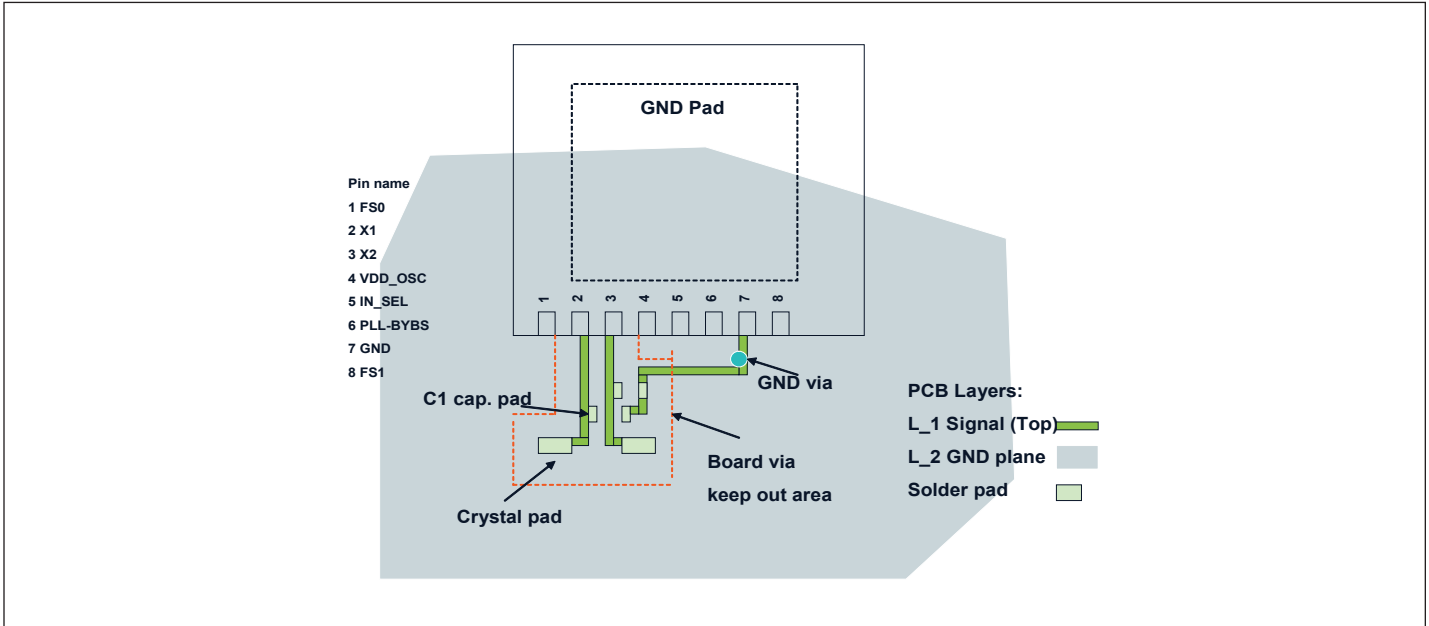 GND Pad
Pin name
1 FS0
2 X1
3 X2
4 VDD_OSC
5 IN_SEL
6 PLL-BYBS
7 GND
8 FS1
1
2
3
4
5
6
7
8
C1 cap. pad
GND via
Board via
keep out area
Crystal pad
PCB Layers:
L_1 Signal (Top)
L_2 GND plane
Solder pad